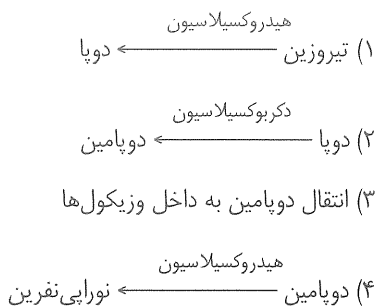 هیدروکسیلاسیون
۱) تیروزین ⟶ دوپا
دکربوکسیلاسیون
۲) دوپا ⟶ دوپامین
۳) انتقال دوپامین به داخل وزیکول‌ها
هیدروکسیلاسیون
۴) دوپامین ⟶ نوراپی‌نفرین